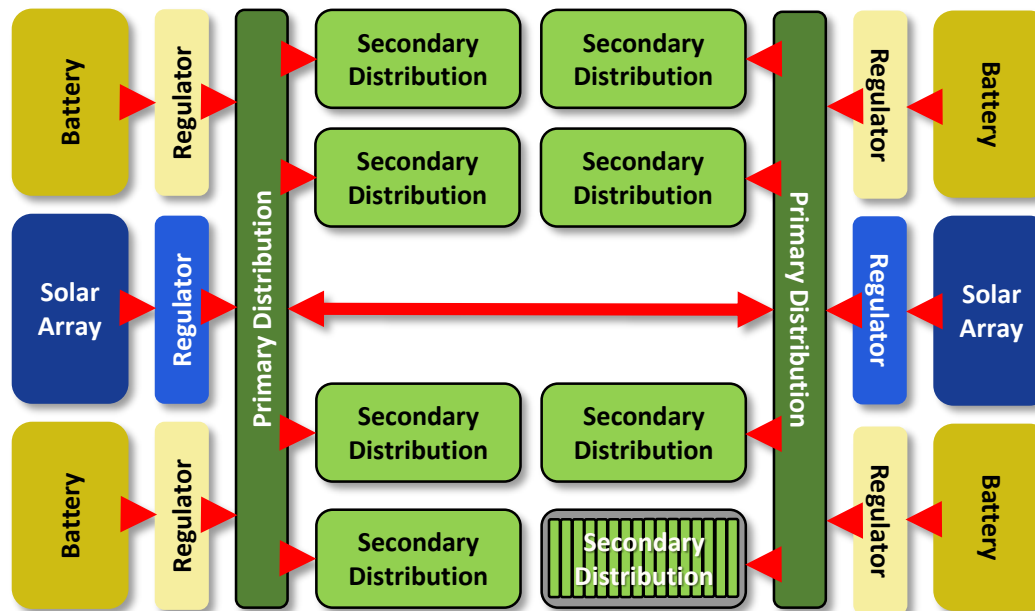 Battery
Regulator
Primary Distribution
Secondary
Distribution
Secondary
Distribution
Primary Distribution
Regulator
Battery
Secondary
Distribution
Secondary
Distribution
Solar
Array
Regulator
Regulator
Solar
Array
Battery
Regulator
Secondary
Distribution
Secondary
Distribution
Regulator
Battery
Secondary
Distribution
Secondary
Distribution